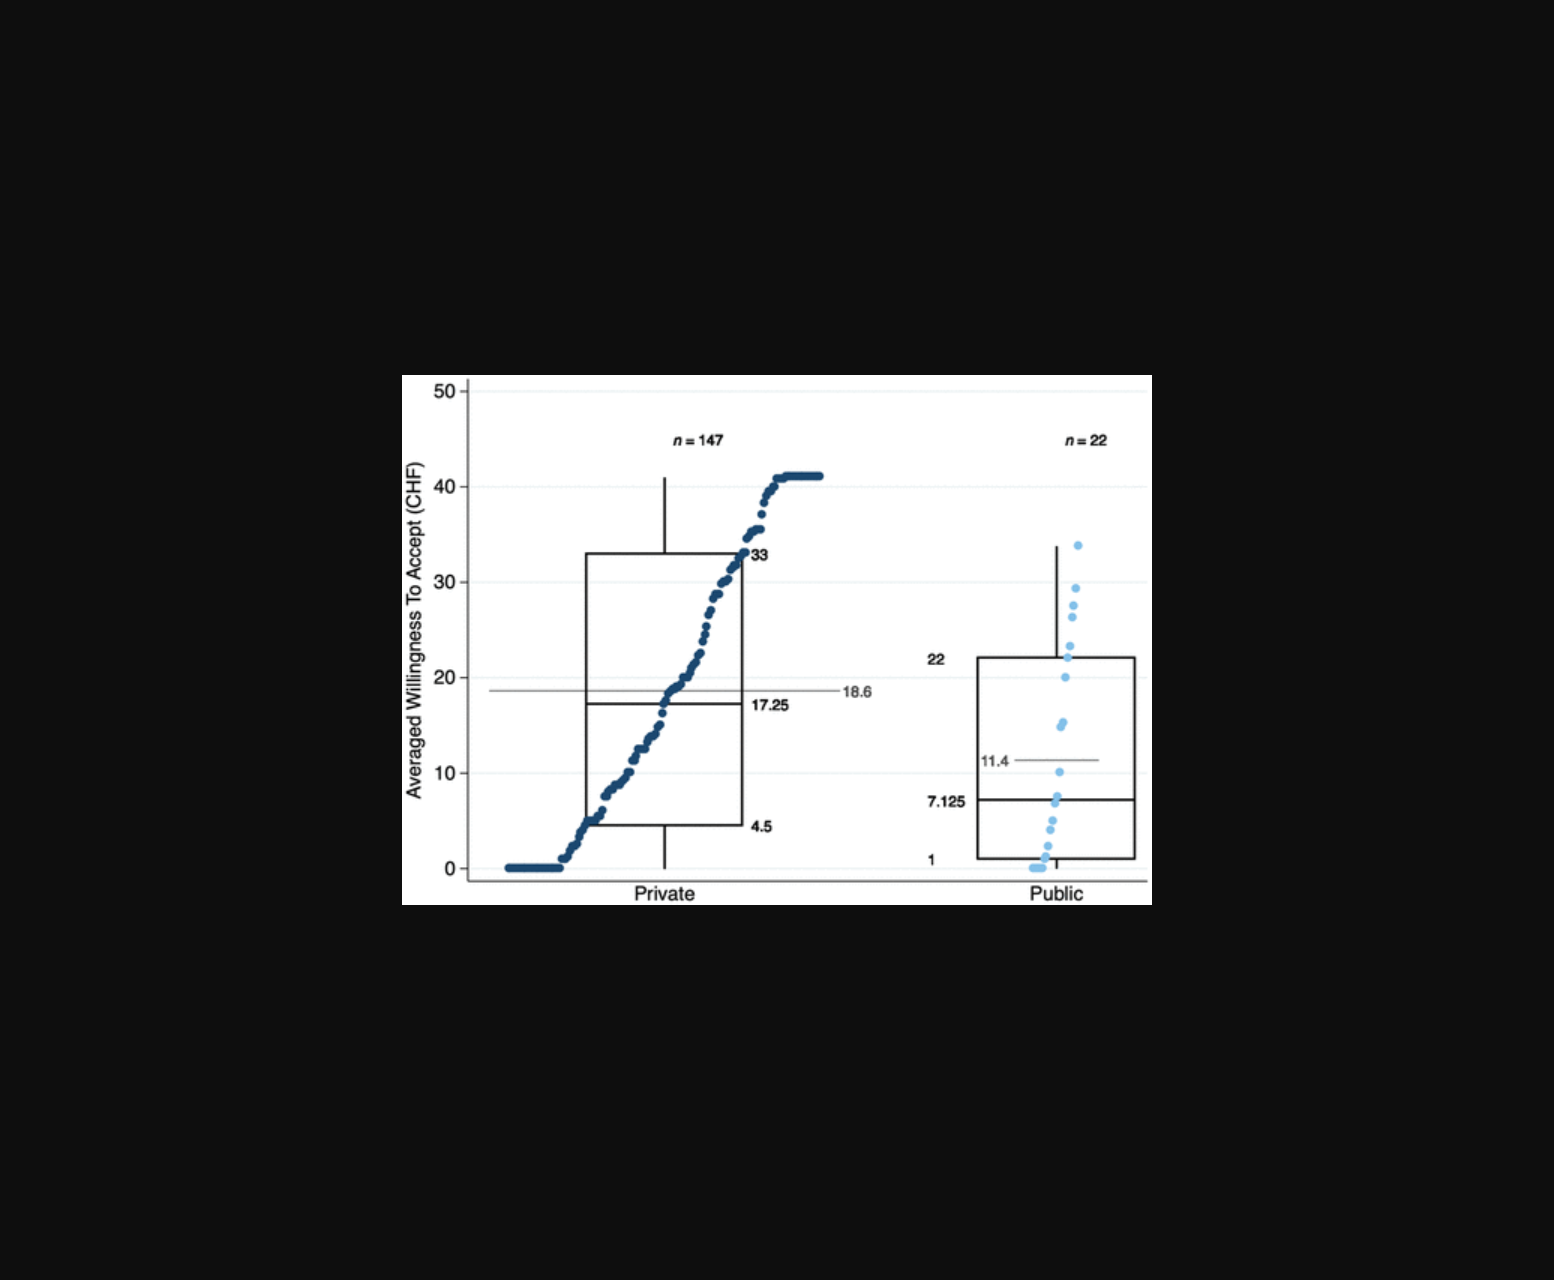 Averaged Willingness To Accept (CHF)
50
40
30
20
10
0
n = 147
33
18.6
17.25
4.5
Private
n = 22
22
11.4
7.125
1
Public